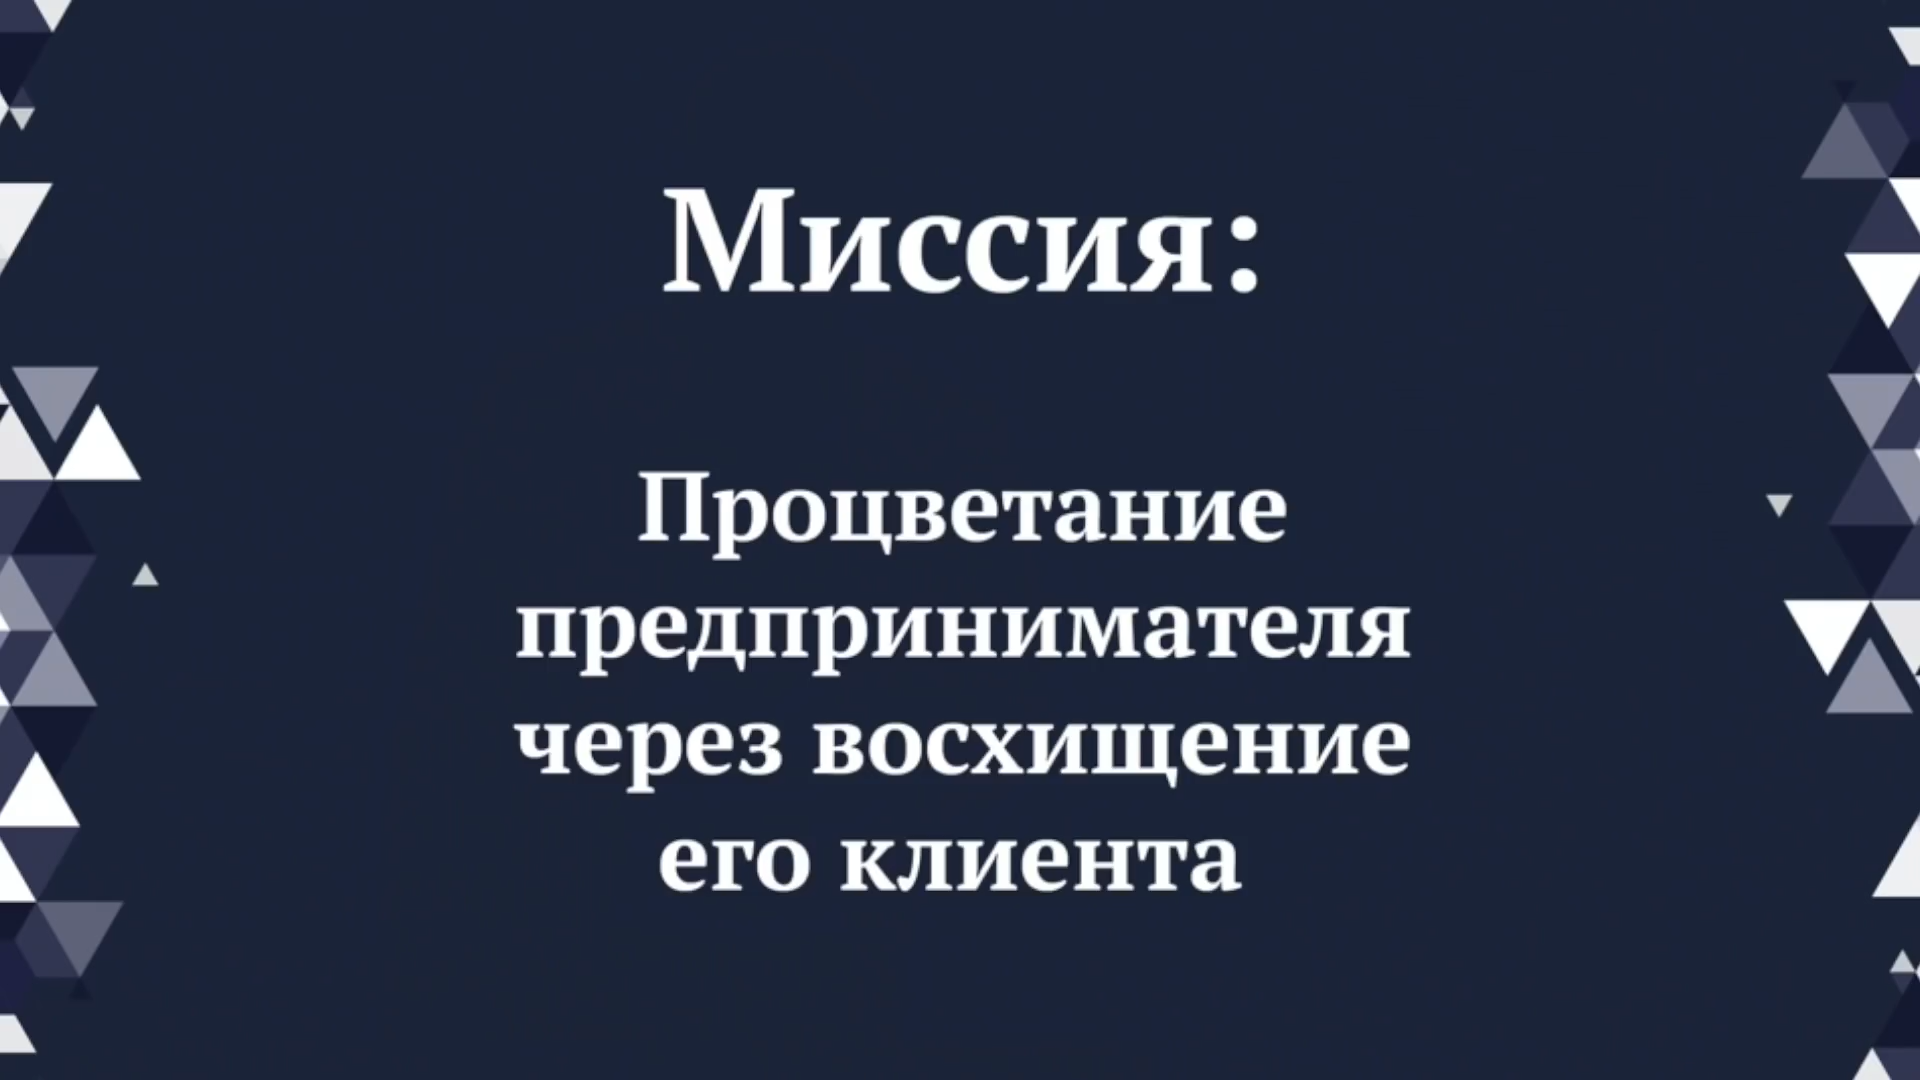 Миссия:
Процветание
предпринимателя
через восхищение
его клиента